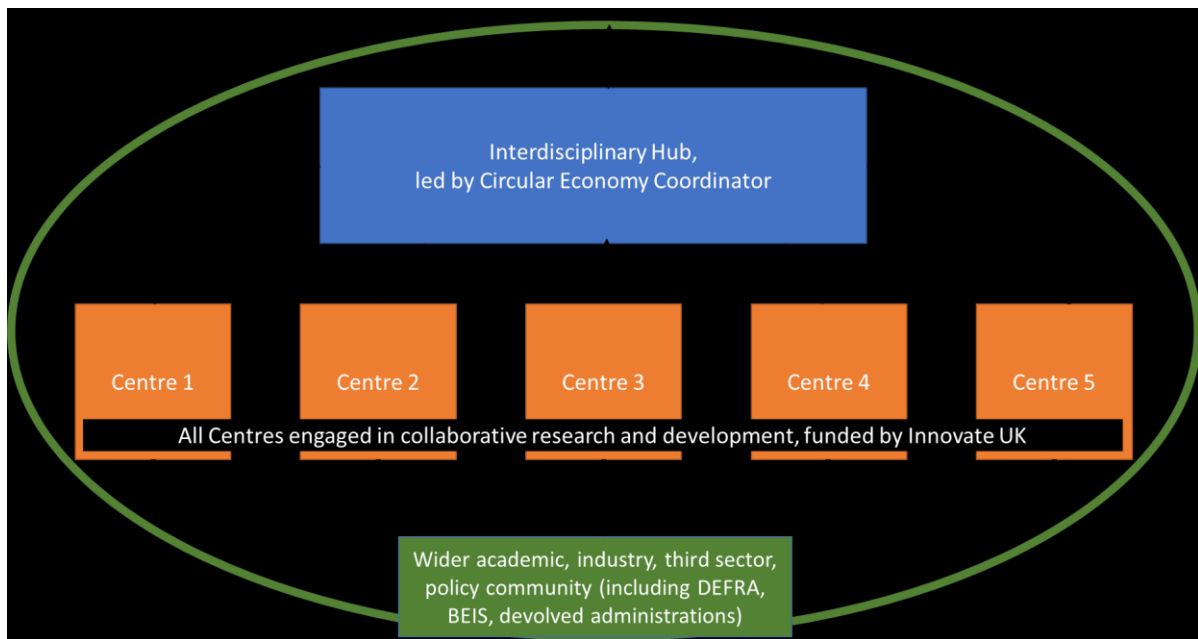 Interdisciplinary Hub,
led by Circular Economy Coordinator
Centre 1
Centre 2
Centre 3
Centre 4
Centre 5
All Centres engaged in collaborative research and development, funded by Innovate UK
Wider academic, industry, third sector,
policy community (including DEFRA,
BEIS, devolved administrations)